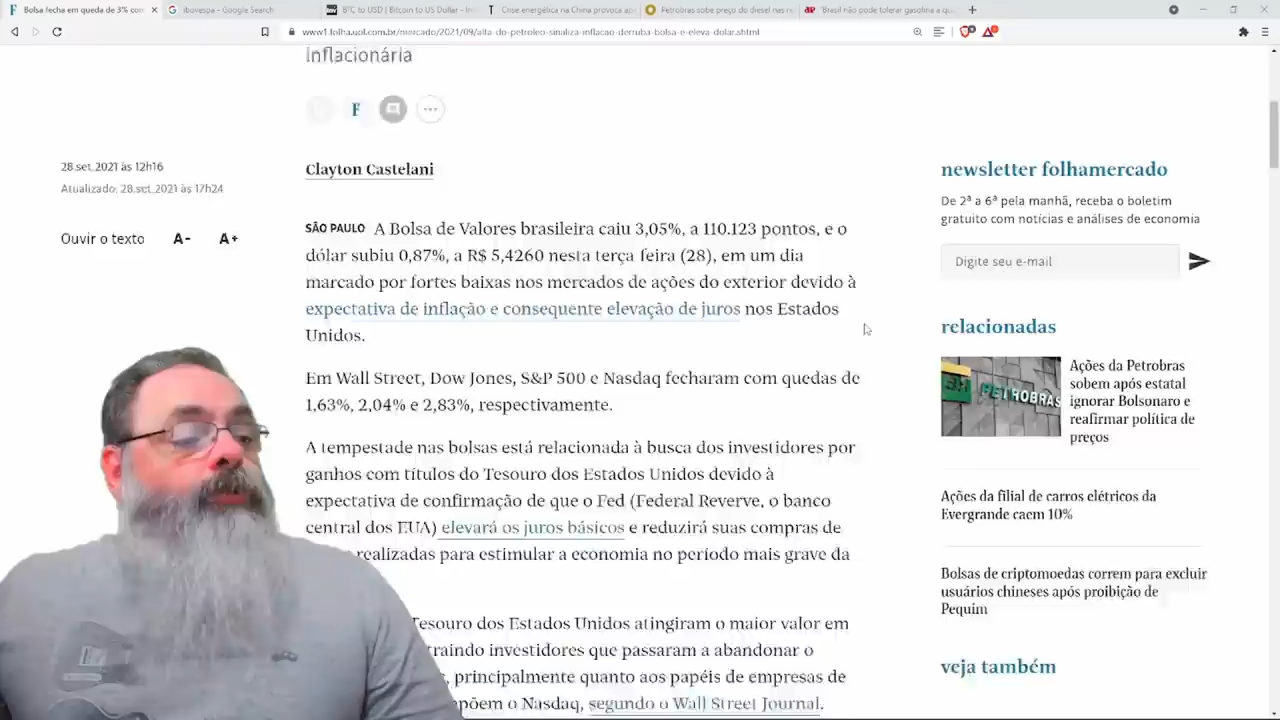 Bolsa fecha em queda de 3% com
ibovespa - Google Search
BTC to USD | Bitcoin to US Dollar - In
Crise energética na China provoca ap
Petrobras sobe preço do diesel nas re
"Brasil não pode tolerar gasolina a qu
www1.folha.uol.com.br/mercado/2021/09/alta-do-petroleo-sinaliza-inflacao-derruba-bolsa-e-eleva-dolar.shtml
inflacionária
F
28.set.2021 às 12h16
Atualizado: 28.set.2021 às 17h24
Ouvir o texto A- A+
Clayton Castelani
SÃO PAULO A Bolsa de Valores brasileira caiu 3,05%, a 110.123 pontos, e o
dólar subiu 0,87%, a R$ 5,4260 nesta terça feira (28), em um dia
marcado por fortes baixas nos mercados de ações do exterior devido à
expectativa de inflação e consequente elevação de juros nos Estados
Unidos.
Em Wall Street, Dow Jones, S&P 500 e Nasdaq fecharam com quedas de
1,63%, 2,04% e 2,83%, respectivamente.
A tempestade nas bolsas está relacionada à busca dos investidores por
ganhos com títulos do Tesouro dos Estados Unidos devido à
expectativa de confirmação de que o Fed (Federal Reverve, o banco
central dos EUA) elevará os juros básicos e reduzirá suas compras de
realizadas para estimular a economia no período mais grave da
Tesouro dos Estados Unidos atingiram o maior valor em
traindo investidores que passaram a abandonar o
, principalmente quanto aos papéis de empresas de
põem o Nasdaq, segundo o Wall Street Journal.
newsletter folhamercado
De 2ª a 6ª pela manhã, receba o boletim
gratuito com notícias e análises de economia
Digite seu e-mail
relacionadas
PETROBRAS
Ações da Petrobras
sobem após estatal
ignorar Bolsonaro e
reafirmar política de
preços
Ações da filial de carros elétricos da
Evergrande caem 10%
Bolsas de criptomoedas correm para excluir
usuários chineses após proibição de
Pequim
veja também